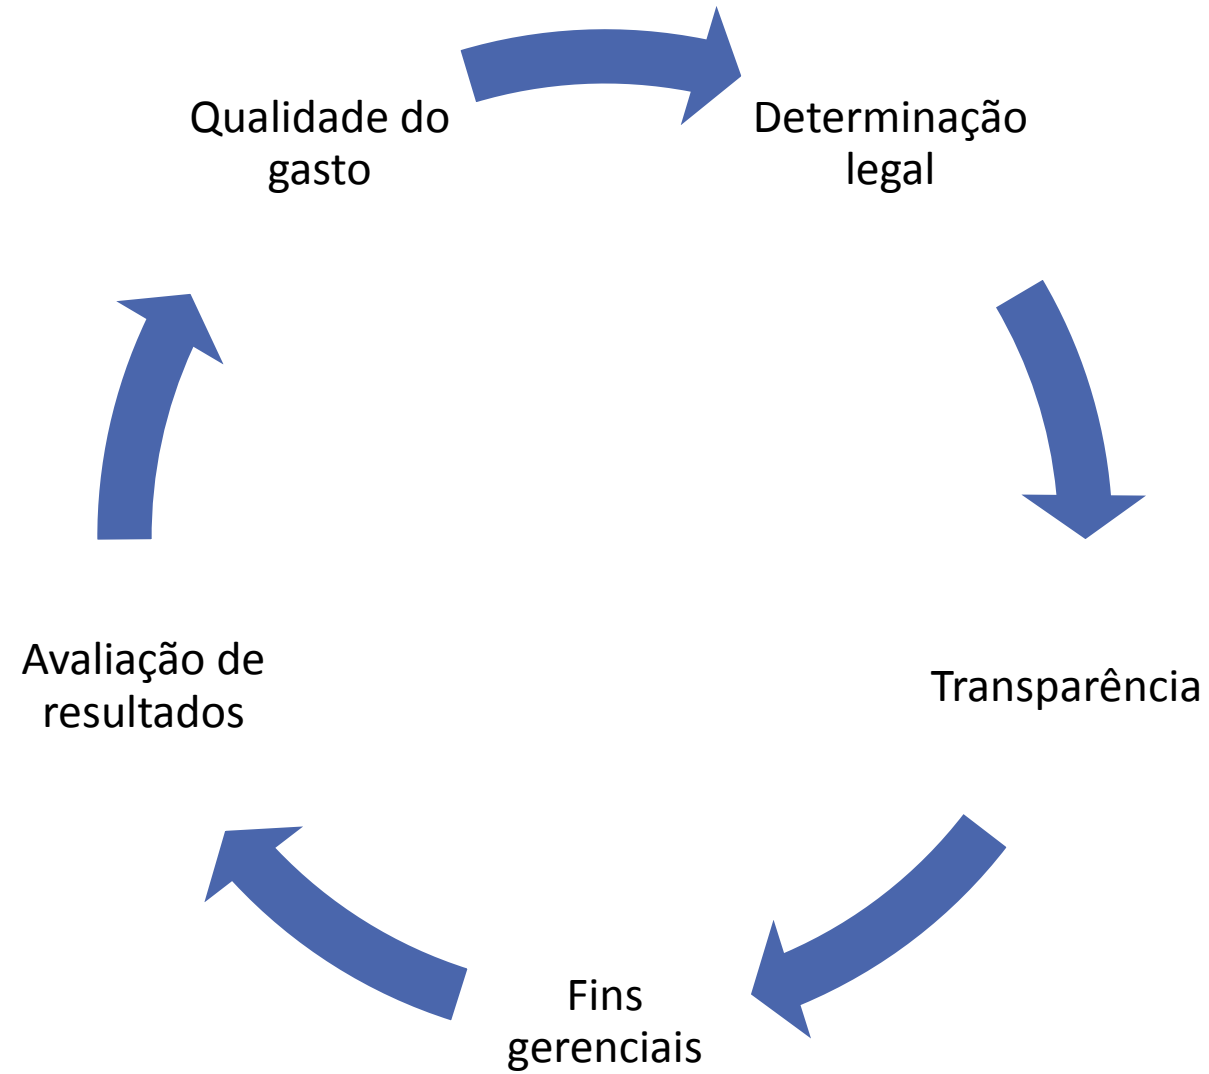 Qualidade do
gasto
Determinação
legal
Transparência
Fins
gerenciais
Avaliação de
resultados